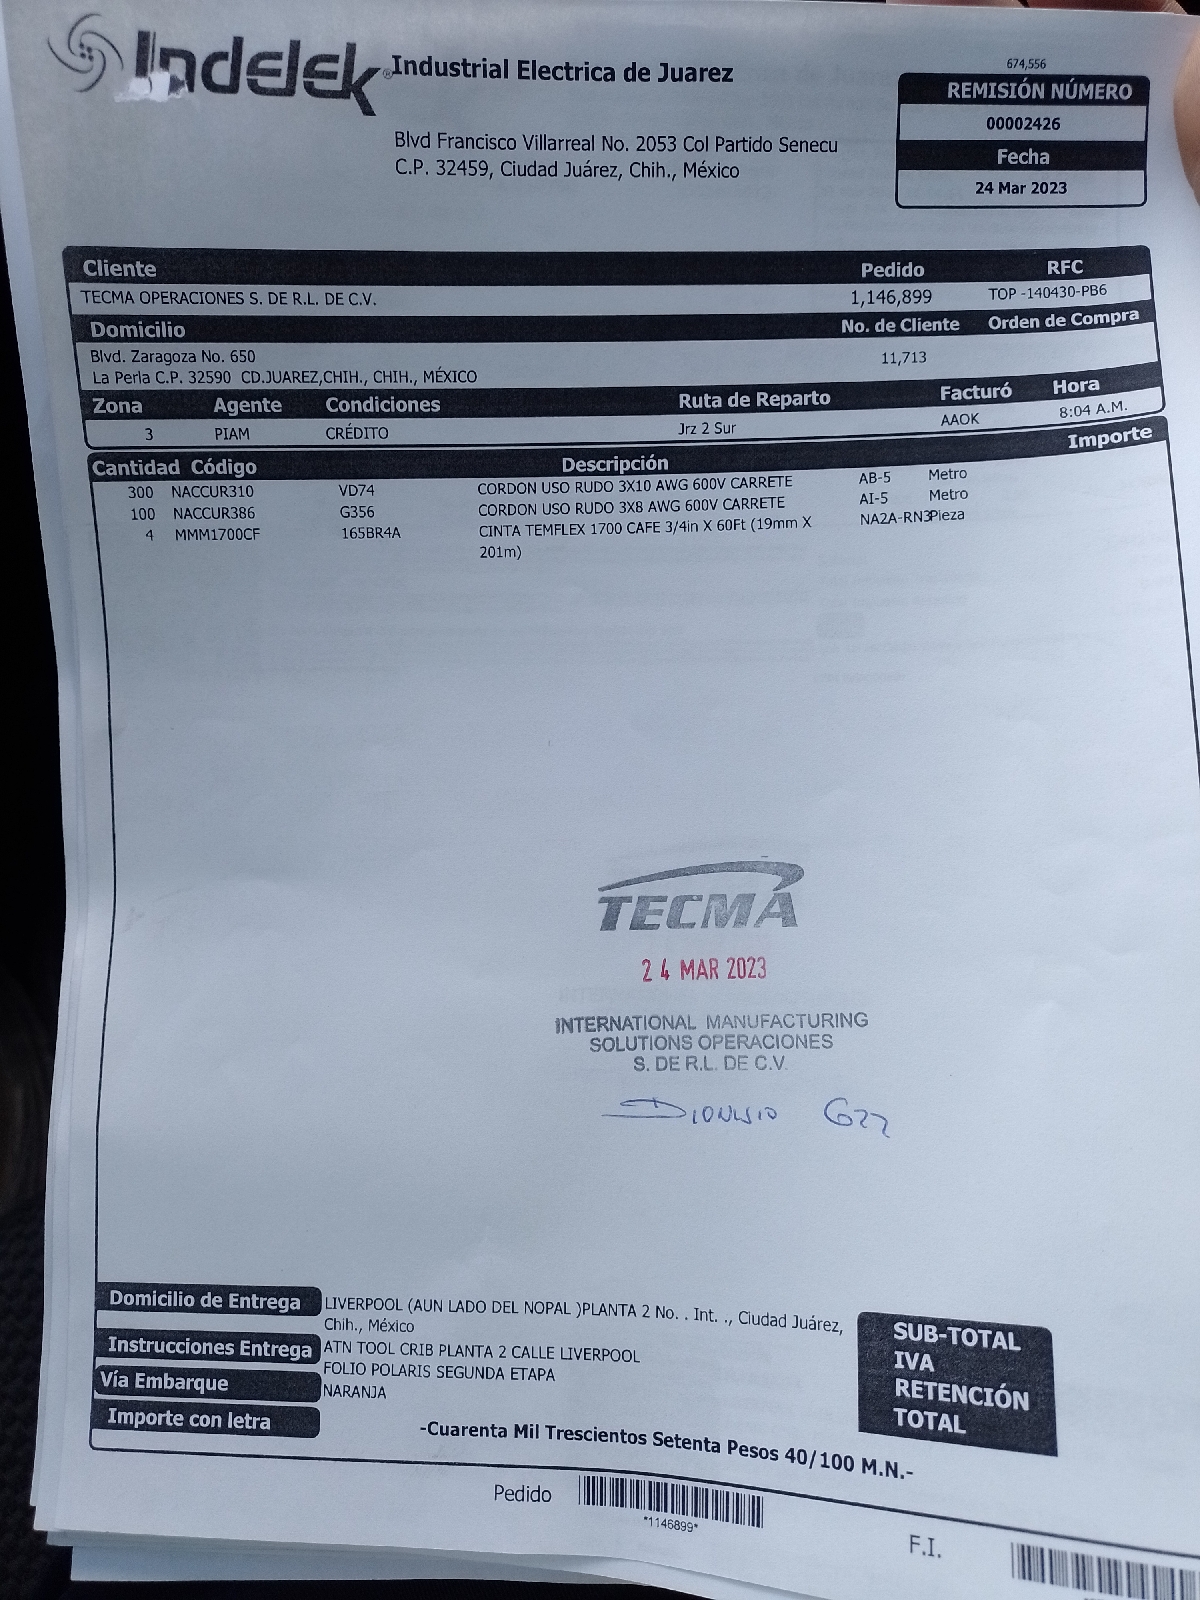 Indelek® Industrial Electrica de Juarez
Blvd Francisco Villarreal No. 2053 Col Partido Senecu
C.P. 32459, Ciudad Juárez, Chih., México
674,556
REMISIÓN NÚMERO
00002426
Fecha
24 Mar 2023
Cliente Pedido RFC
TECMA OPERACIONES S. DE R.L. DE C.V. 1,146,899 TOP -140430-PB6
Domicilio No. de Cliente Orden de Compra
Blvd. Zaragoza No. 650 11,713
La Perla C.P. 32590 CD.JUAREZ,CHIH., CHIH., MÉXICO
Zona Agente Condiciones Ruta de Reparto Facturó Hora
3 PIAM CRÉDITO Jrz 2 Sur AAOK 8:04 A.M.
Cantidad Código Descripción Importe
300 NACCUR310 VD74 CORDON USO RUDO 3X10 AWG 600V CARRETE AB-5 Metro
100 NACCUR386 G356 CORDON USO RUDO 3X8 AWG 600V CARRETE AI-5 Metro
4 MMM1700CF 165BR4A CINTA TEMFLEX 1700 CAFE 3/4in X 60Ft (19mm X NA2A-RN3Pieza
201m)
TECMA
24 MAR 2023
INTERNATIONAL MANUFACTURING
SOLUTIONS OPERACIONES
S. DE R.L. DE C.V.
DIONISIO GZZ
Domicilio de Entrega LIVERPOOL (AUN LADO DEL NOPAL )PLANTA 2 No. . Int. ., Ciudad Juárez,
Chih., México
Instrucciones Entrega ATN TOOL CRIB PLANTA 2 CALLE LIVERPOOL
FOLIO POLARIS SEGUNDA ETAPA
Vía Embarque NARANJA
Importe con letra -Cuarenta Mil Trescientos Setenta Pesos 40/100 M.N.-
SUB-TOTAL
IVA
RETENCIÓN
TOTAL
Pedido
*1146899*
F.I.